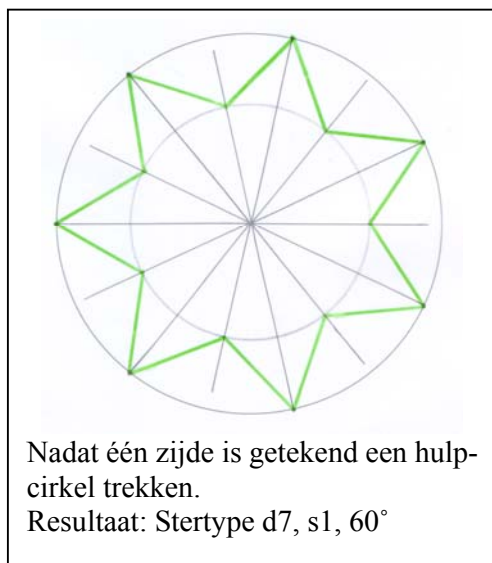 Nadat één zijde is getekend een hulp-
cirkel trekken.
Resultaat: Stertype d7, s1, 60˚